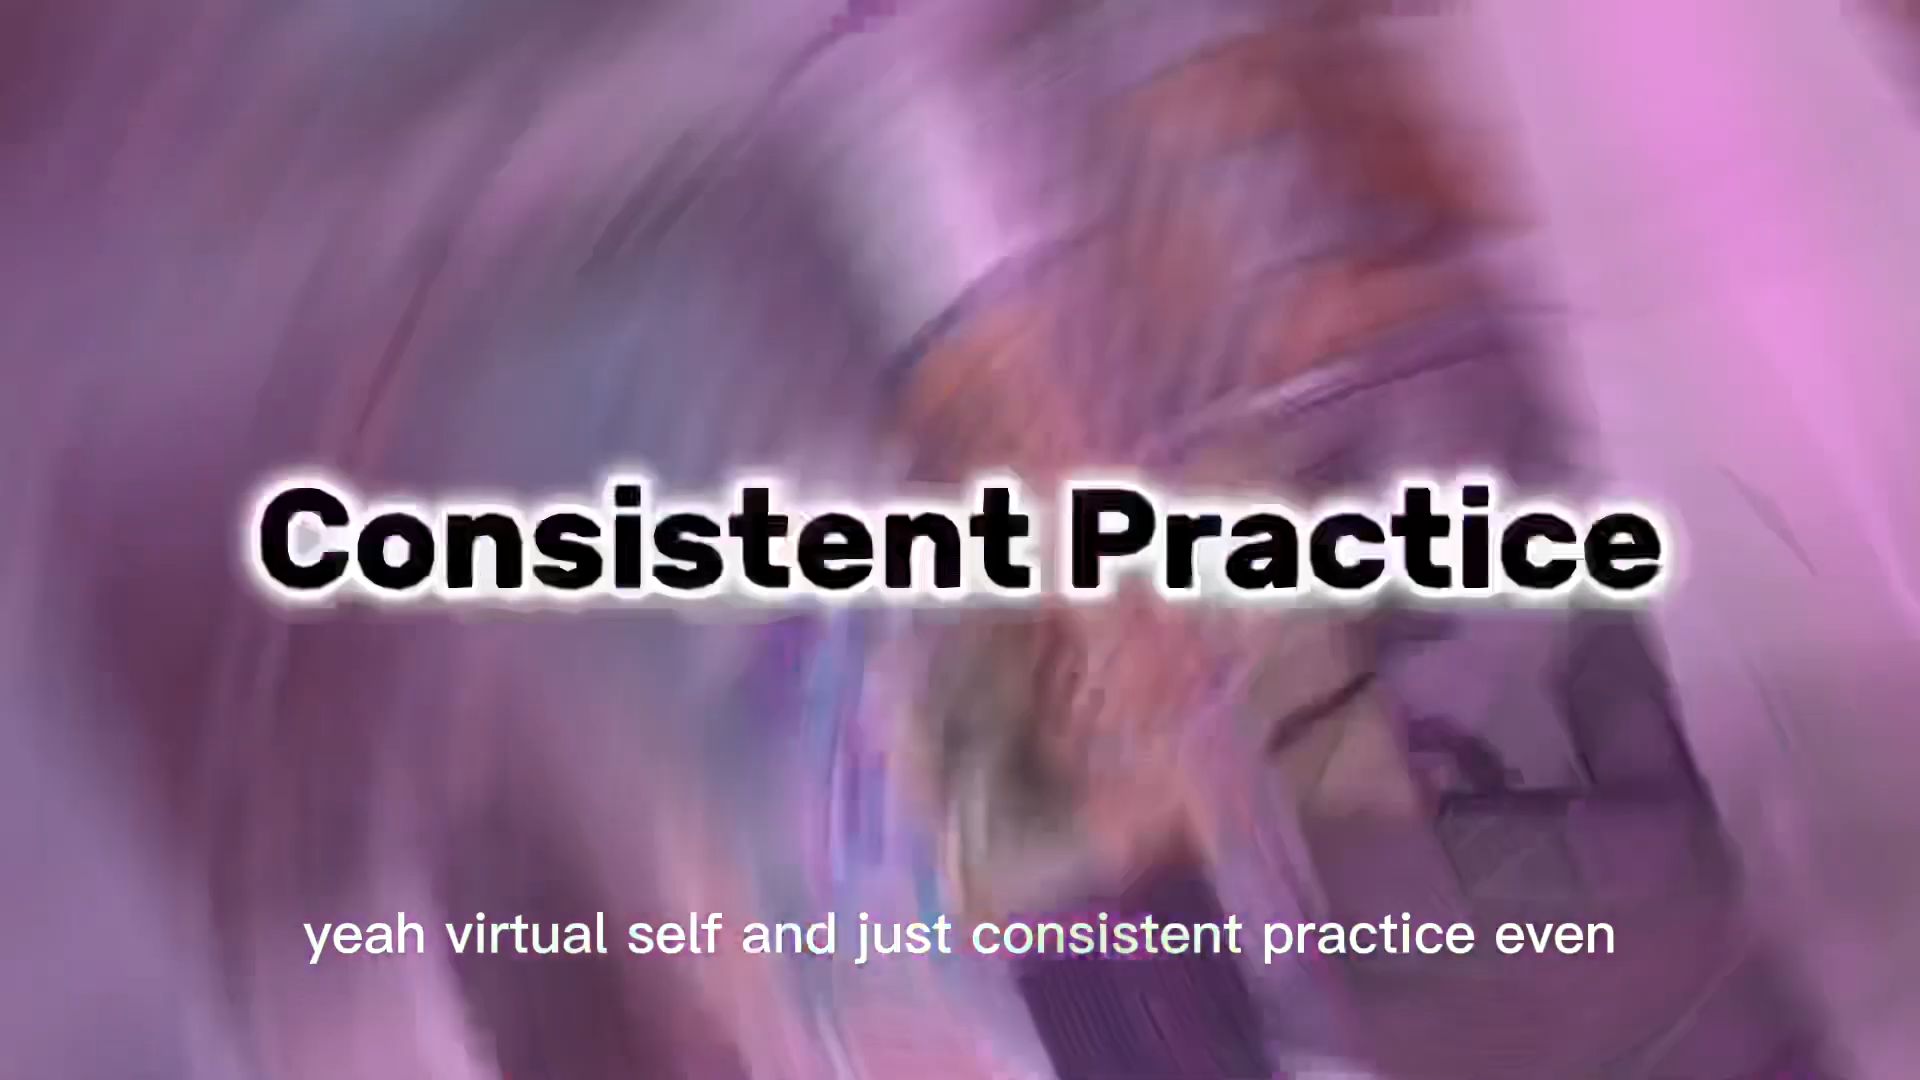 Consistent Practice
yeah virtual self and just consistent practice even